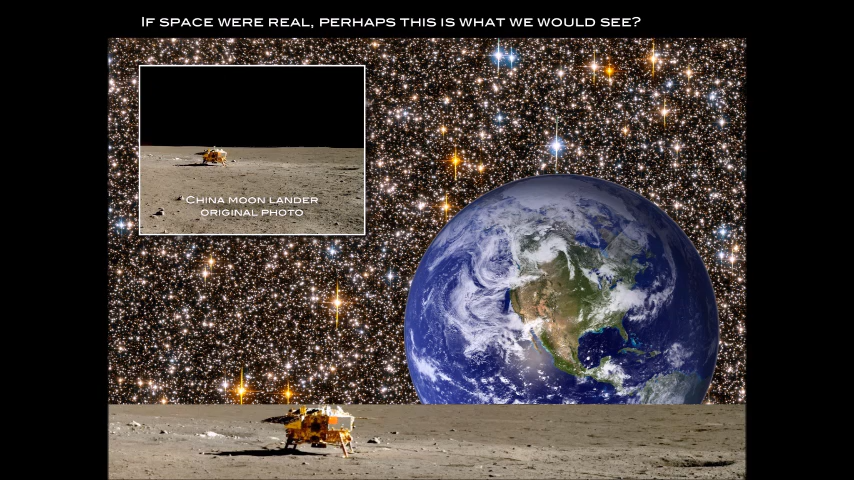 If space were real, perhaps this is what we would see?
*China moon lander
original photo